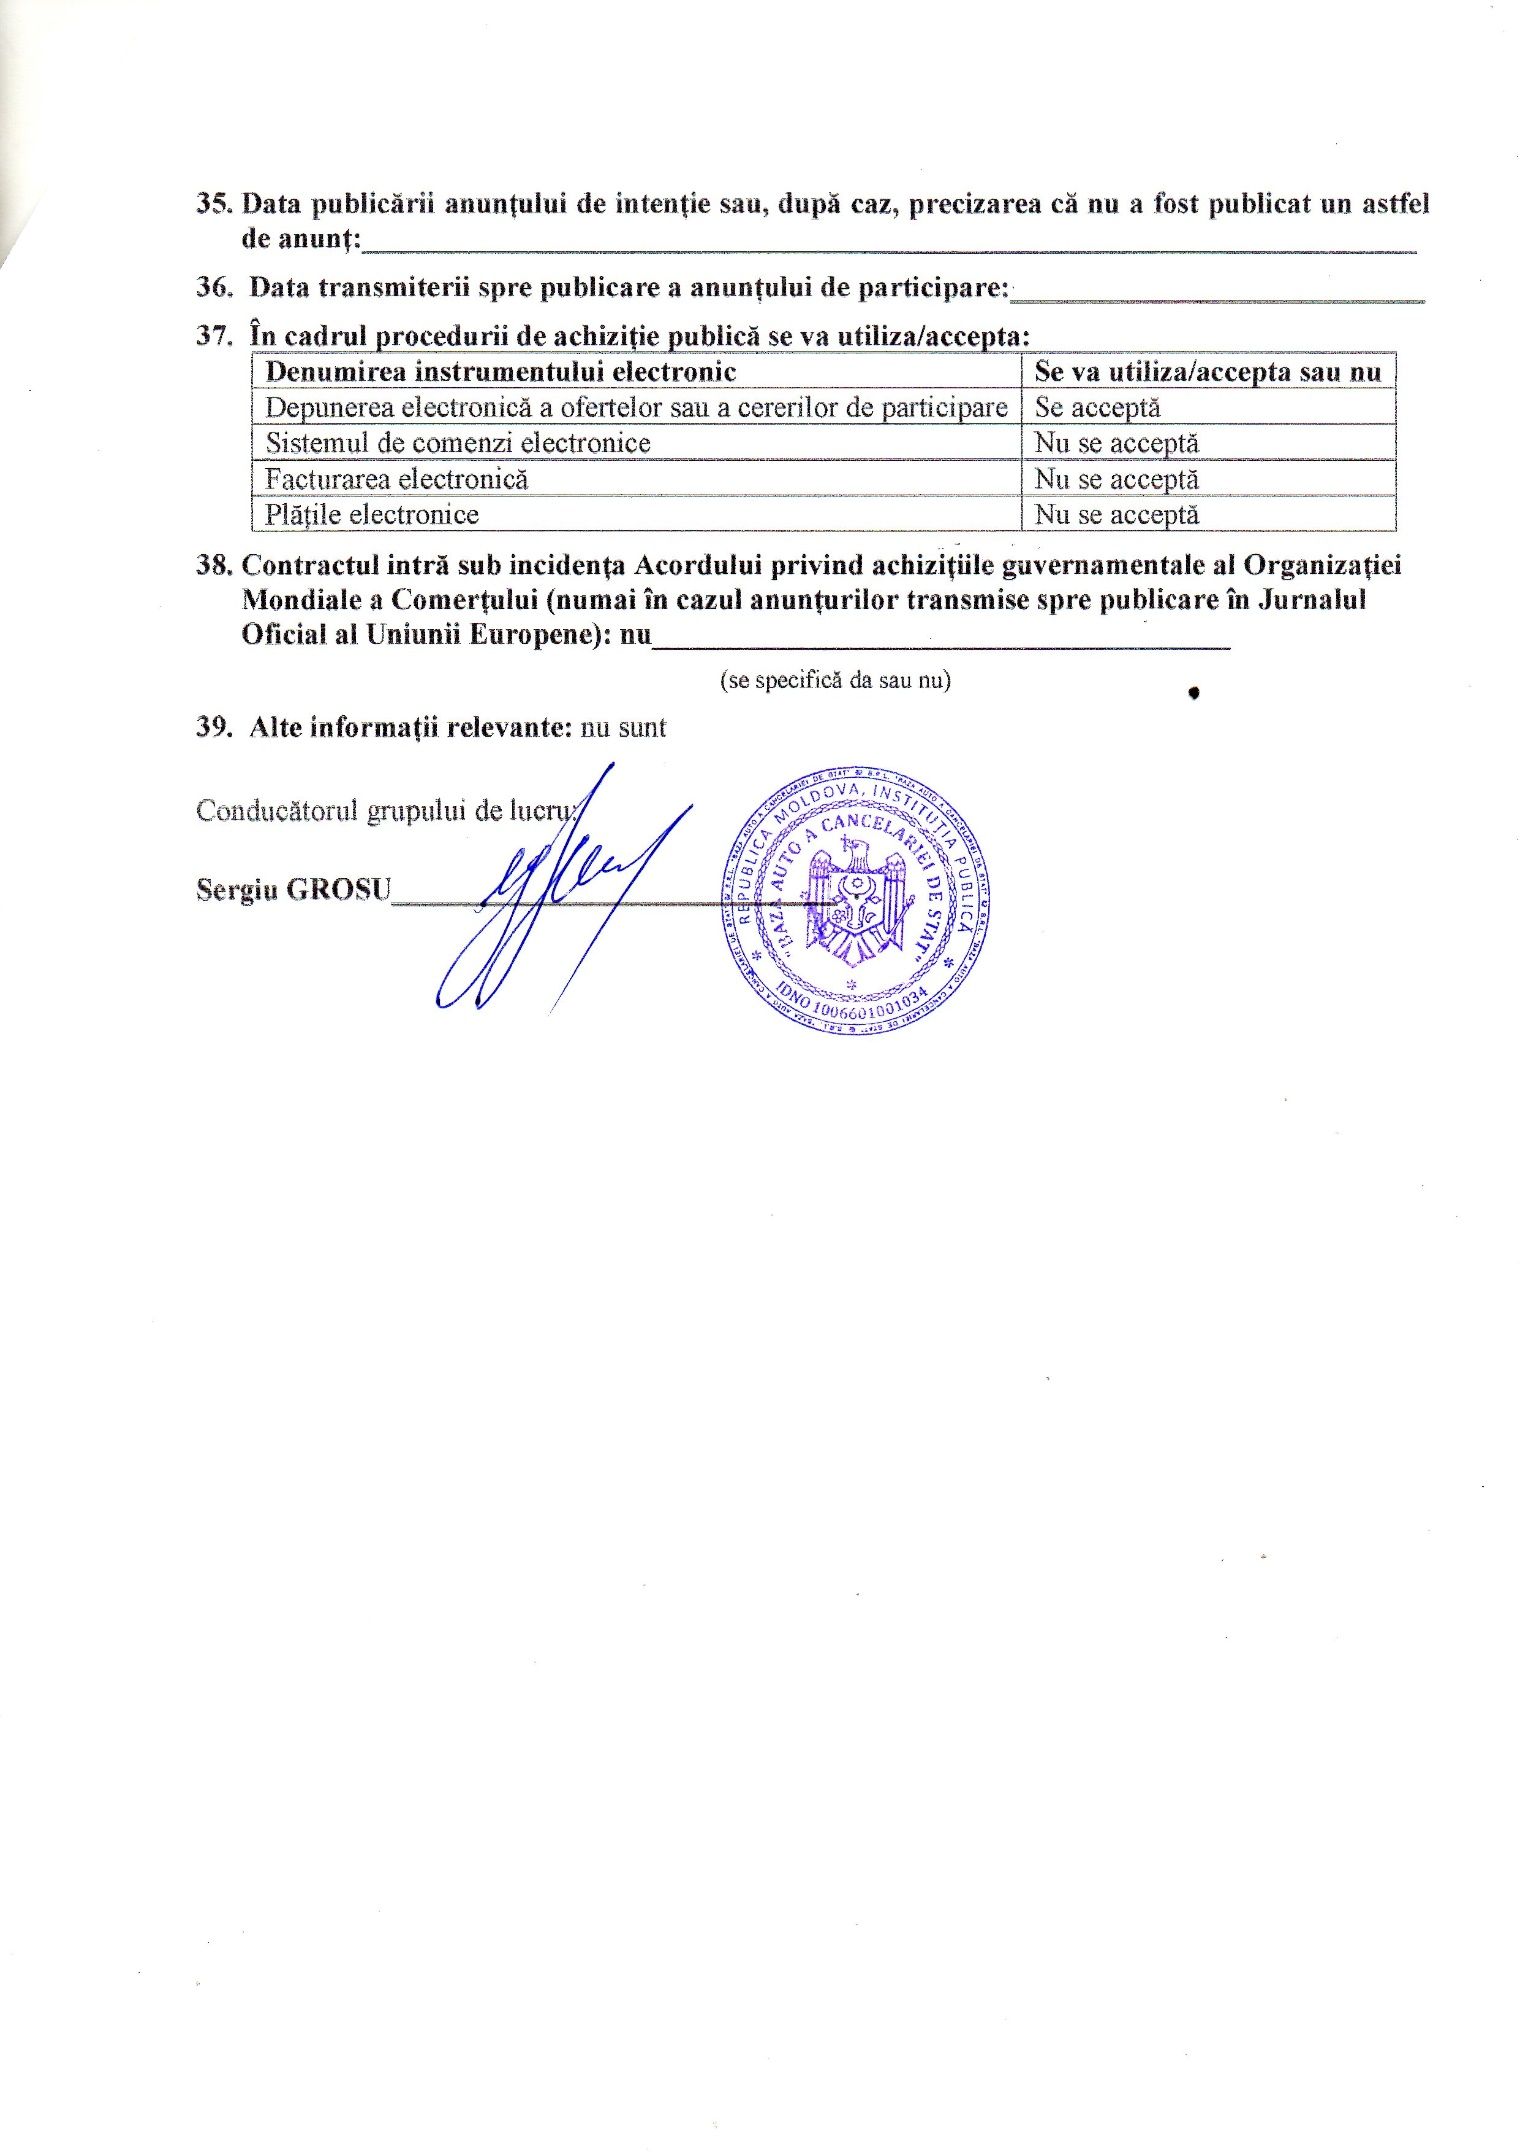 35. Data publicării anunțului de intenție sau, după caz, precizarea că nu a fost publicat un astfel
de anunț:
36. Data transmiterii spre publicare a anunțului de participare:
37. În cadrul procedurii de achiziție publică se va utiliza/accepta:
Denumirea instrumentului electronic Se va utiliza/accepta sau nu
Depunerea electronică a ofertelor sau a cererilor de participare Se acceptă
Sistemul de comenzi electronice Nu se acceptă
Facturarea electronică Nu se acceptă
Plățile electronice Nu se acceptă
38. Contractul intră sub incidența Acordului privind achizițiile guvernamentale al Organizației
Mondiale a Comerțului (numai în cazul anunțurilor transmise spre publicare în Jurnalul
Oficial al Uniunii Europene): nu
(se specifică da sau nu)
39. Alte informații relevante: nu sunt
Conducătorul grupului de lucru:
Sergiu GROSU
REPUBLICA MOLDOVA, INSTITUȚIA PUBLICĂ
"BAZA AUTO A CANCELARIEI DE STAT"
IDNO 1006601001034